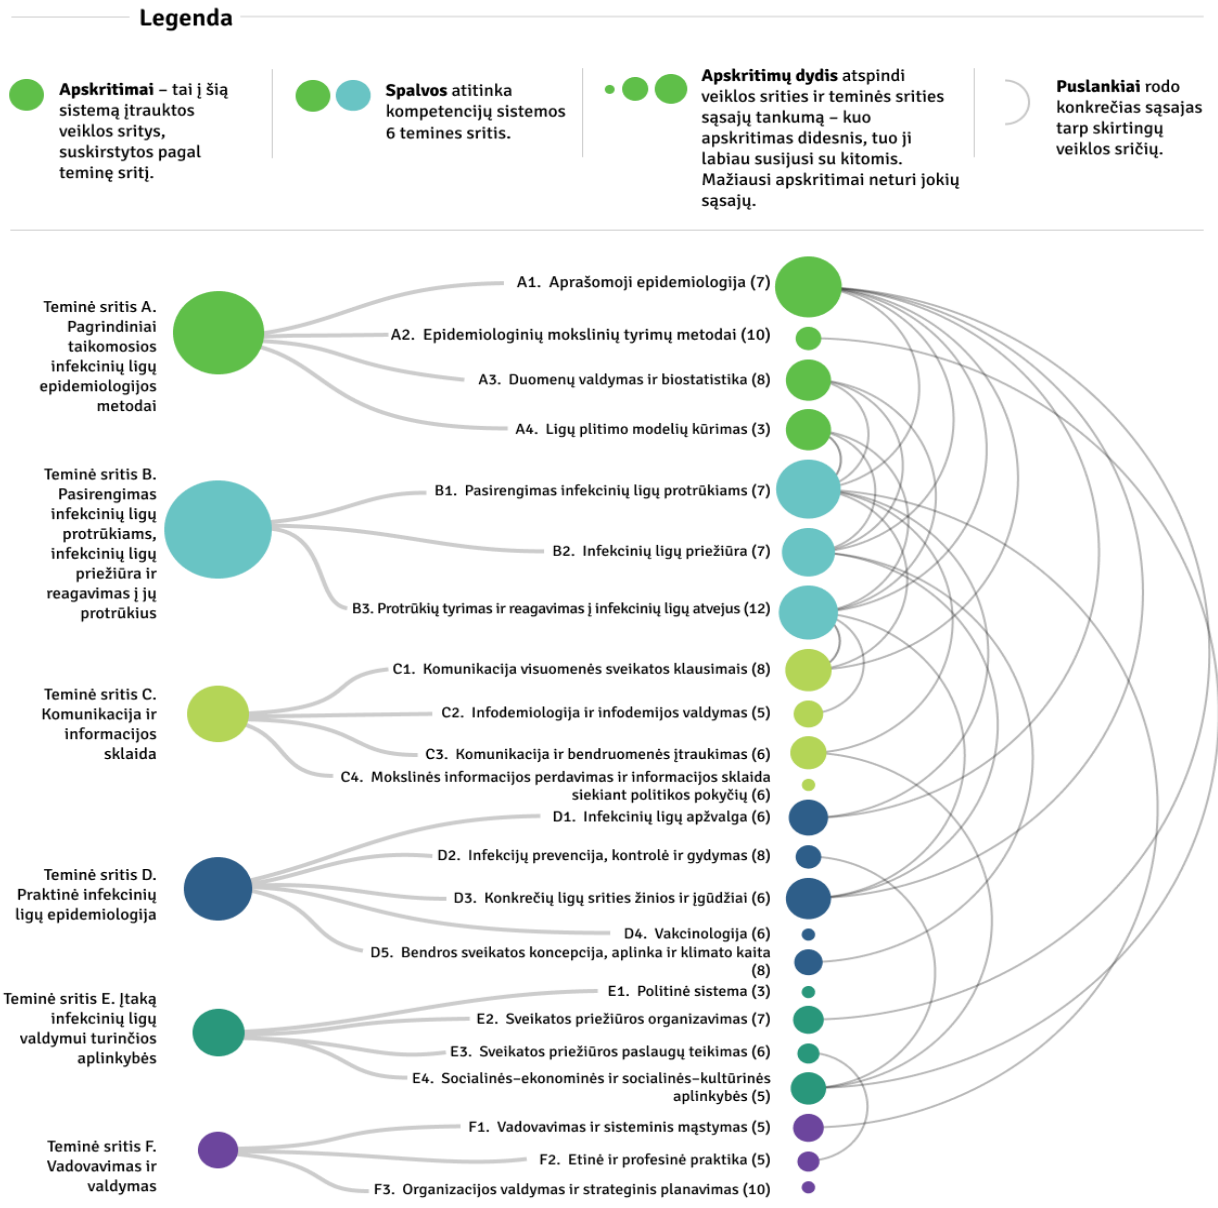 Legenda
Apskritimai – tai į šią
sistemą įtrauktos
veiklos sritys,
suskirstytos pagal
teminę sritį.
Spalvos atitinka
kompetencijų sistemos
6 temines sritis.
Apskritimų dydis atspindi
veiklos srities ir teminės srities
sąsajų tankumą – kuo
apskritimas didesnis, tuo ji
labiau susijusi su kitomis.
Mažiausi apskritimai neturi jokių
sąsajų.
Puslankiai rodo
konkrečias sąsajas
tarp skirtingų
veiklos sričių.
Teminė sritis A.
Pagrindiniai
taikomosios
infekcinių ligų
epidemiologijos
metodai
A1. Aprašomoji epidemiologija (7)
A2. Epidemiologinių mokslinių tyrimų metodai (10)
A3. Duomenų valdymas ir biostatistika (8)
A4. Ligų plitimo modelių kūrimas (3)
Teminė sritis B.
Pasirengimas
infekcinių ligų
protrūkiams,
infekcinių ligų
priežiūra ir
reagavimas į jų
protrūkius
B1. Pasirengimas infekcinių ligų protrūkiams (7)
B2. Infekcinių ligų priežiūra (7)
B3. Protrūkių tyrimas ir reagavimas į infekcinių ligų atvejus (12)
Teminė sritis C.
Komunikacija ir
informacijos
sklaida
C1. Komunikacija visuomenės sveikatos klausimais (8)
C2. Infodemiologija ir infodemijos valdymas (5)
C3. Komunikacija ir bendruomenės įtraukimas (6)
C4. Mokslinės informacijos perdavimas ir informacijos sklaida
siekiant politikos pokyčių (6)
Teminė sritis D.
Praktinė infekcinių
ligų epidemiologija
D1. Infekcinių ligų apžvalga (6)
D2. Infekcijų prevencija, kontrolė ir gydymas (8)
D3. Konkrečių ligų srities žinios ir įgūdžiai (6)
D4. Vakcinologija (6)
D5. Bendros sveikatos koncepcija, aplinka ir klimato kaita
(8)
Teminė sritis E. Įtaką
infekcinių ligų
valdymui turinčios
aplinkybės
E1. Politinė sistema (3)
E2. Sveikatos priežiūros organizavimas (7)
E3. Sveikatos priežiūros paslaugų teikimas (6)
E4. Socialinės–ekonominės ir socialinės–kultūrinės
aplinkybės (5)
Teminė sritis F.
Vadovavimas ir
valdymas
F1. Vadovavimas ir sisteminis mąstymas (5)
F2. Etinė ir profesinė praktika (5)
F3. Organizacijos valdymas ir strateginis planavimas (10)